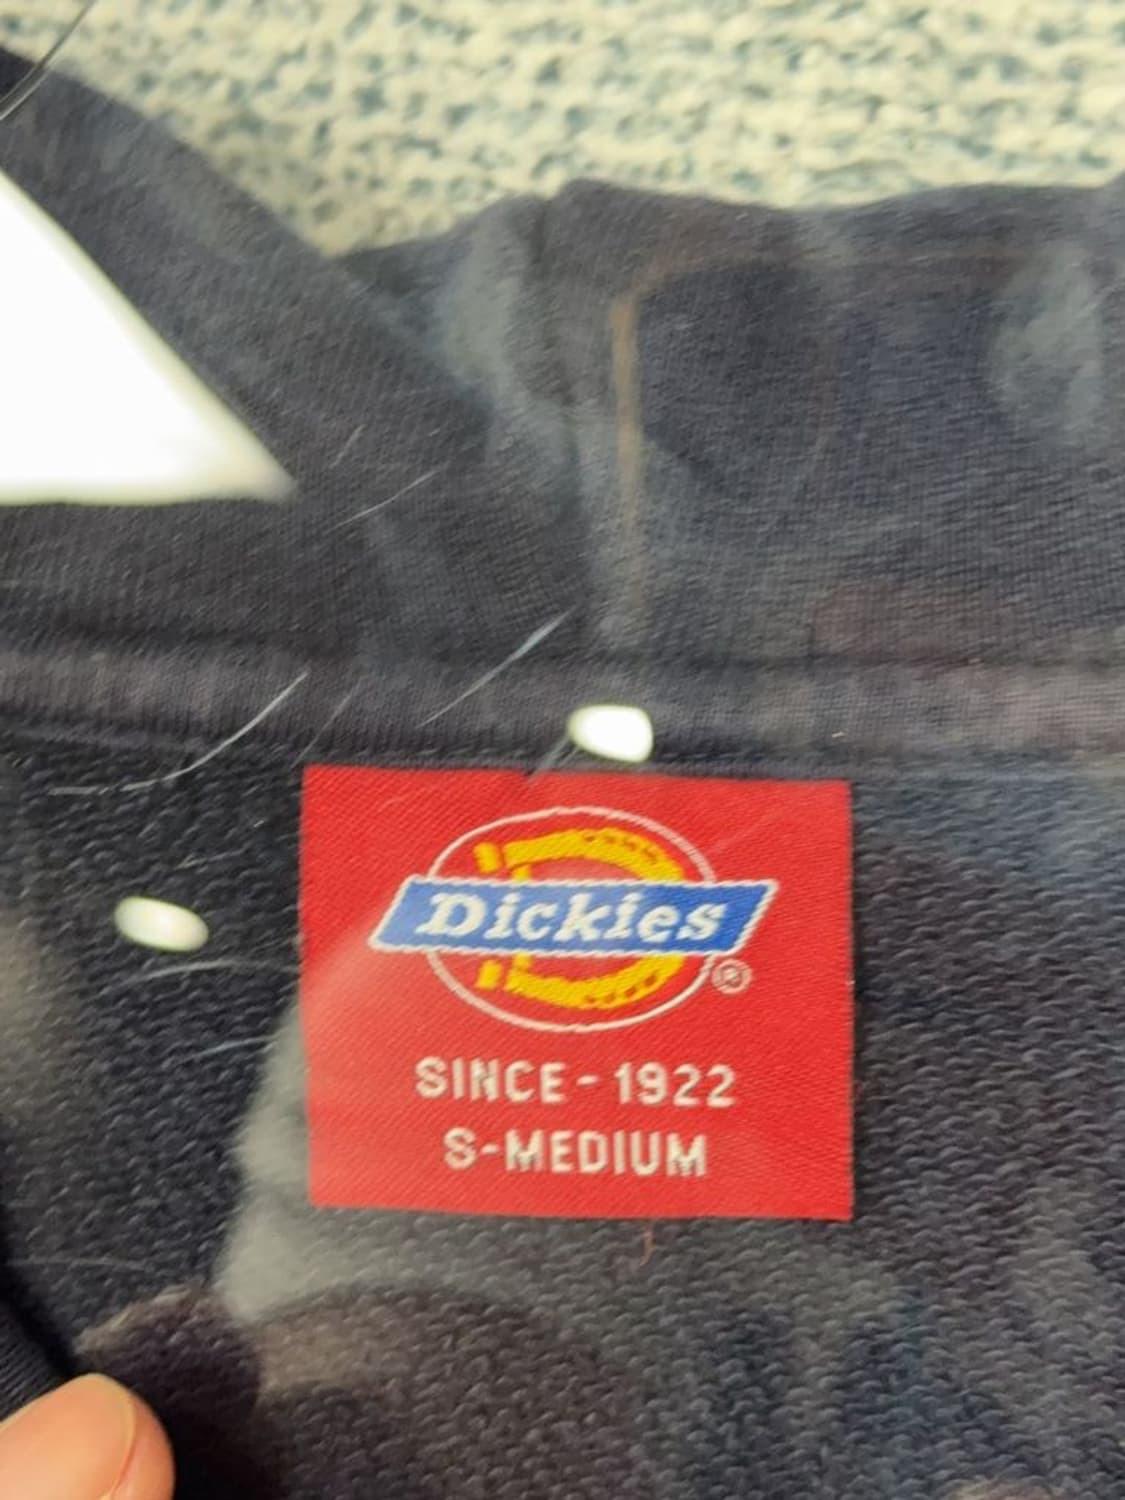 Dickies
®
SINCE-1922
S-MEDIUM